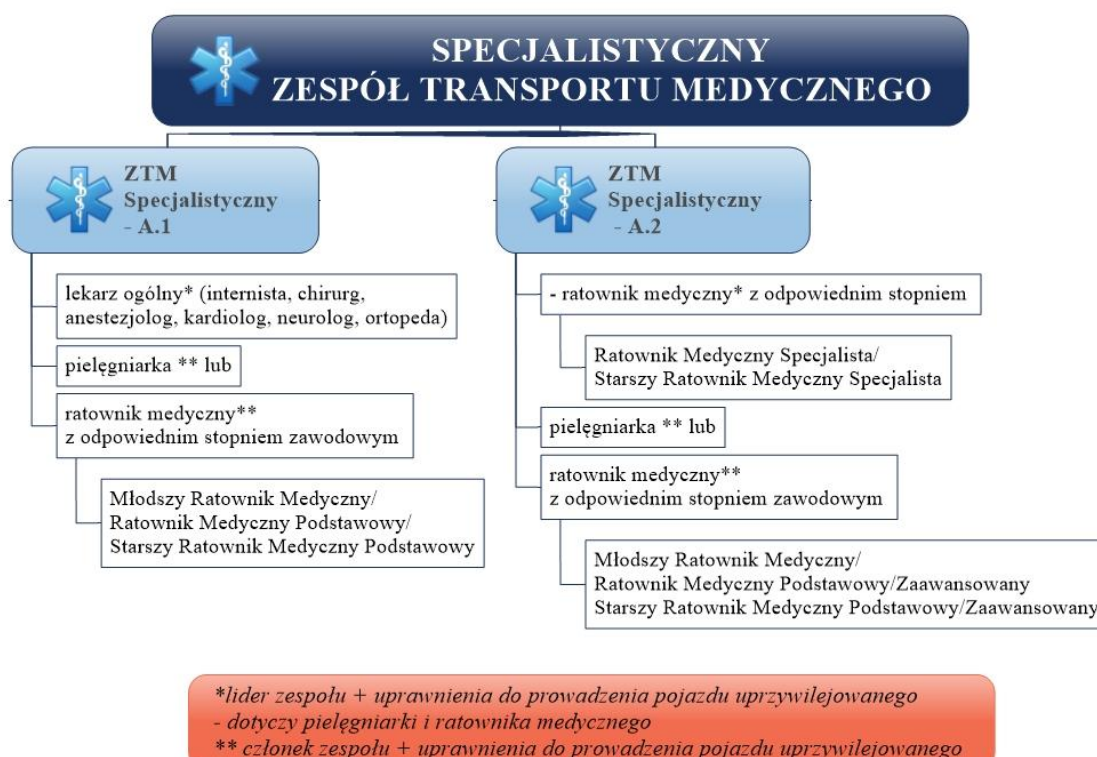 SPECJALISTYCZNY
ZESPÓŁ TRANSPORTU MEDYCZNEGO
ZTM
Specjalistyczny
- A.1
lekarz ogólny* (internista, chirurg,
anestezjolog, kardiolog, neurolog, ortopeda)
pielęgniarka ** lub
ratownik medyczny**
z odpowiednim stopniem zawodowym
Młodszy Ratownik Medyczny/
Ratownik Medyczny Podstawowy/
Starszy Ratownik Medyczny Podstawowy
ZTM
Specjalistyczny
- A.2
- ratownik medyczny* z odpowiednim stopniem
Ratownik Medyczny Specjalista/
Starszy Ratownik Medyczny Specjalista
pielęgniarka ** lub
ratownik medyczny**
z odpowiednim stopniem zawodowym
Młodszy Ratownik Medyczny/
Ratownik Medyczny Podstawowy/Zaawansowany
Starszy Ratownik Medyczny Podstawowy/Zaawansowany
*lider zespołu + uprawnienia do prowadzenia pojazdu uprzywilejowanego
- dotyczy pielęgniarki i ratownika medycznego
** członek zespołu + uprawnienia do prowadzenia pojazdu uprzywilejowanego